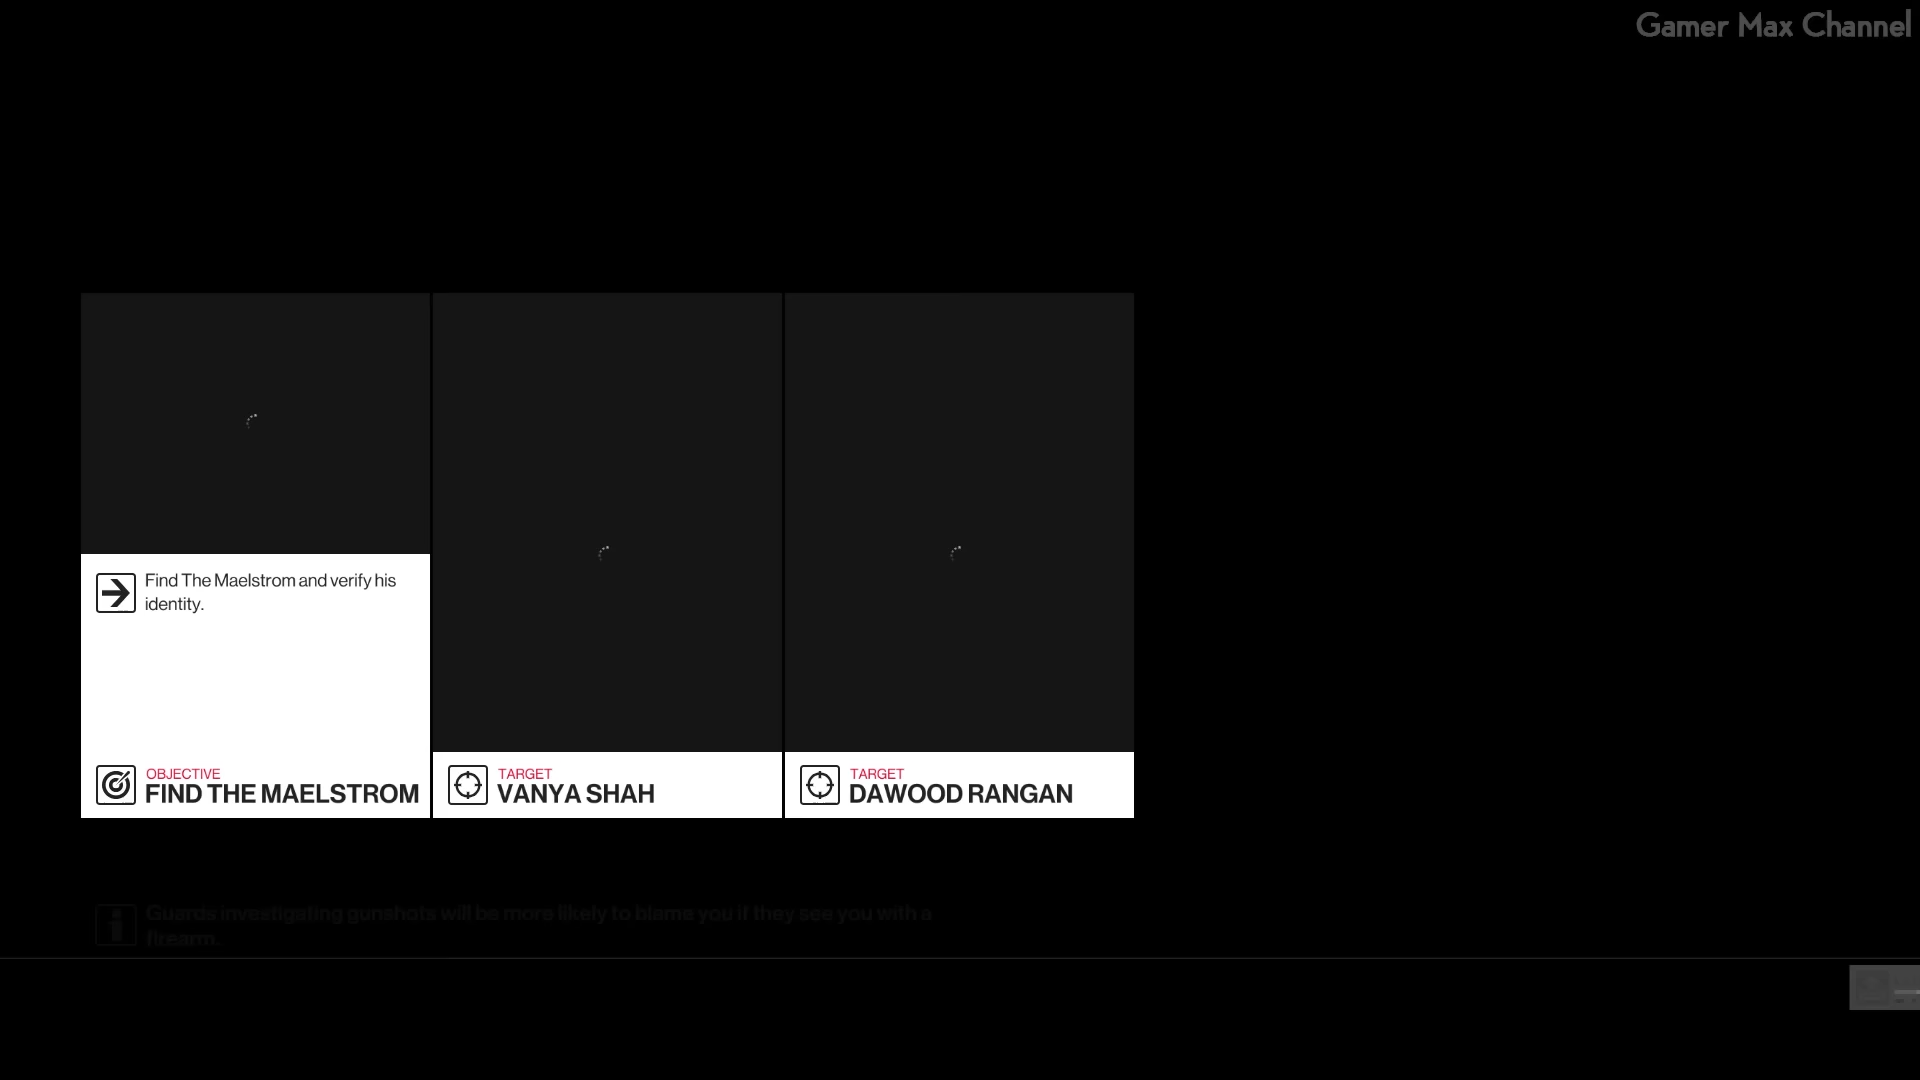 Gamer Max Channel
Find The Maelstrom and verify his
identity.
OBJECTIVE
FIND THE MAELSTROM
TARGET
VANYA SHAH
TARGET
DAWOOD RANGAN
Guards investigating gunshots will be more likely to blame you if they see you with a
firearm.